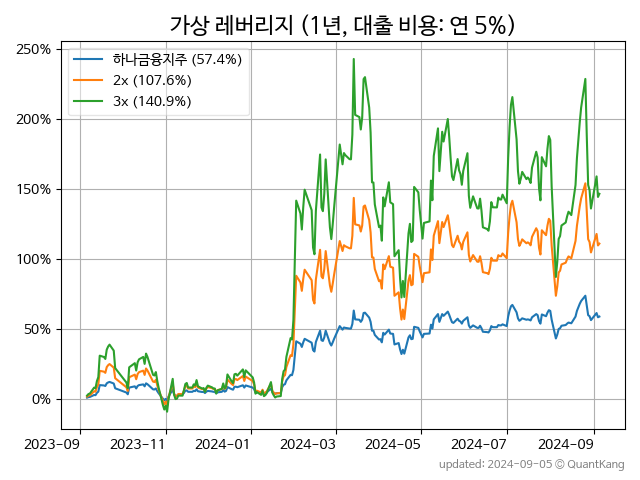 가상 레버리지 (1년, 대출 비용: 연 5%)
250%
200%
150%
100%
50%
0%
하나금융지주 (57.4%)
2x (107.6%)
3x (140.9%)
2023-09
2023-11
2024-01
2024-03
2024-05
2024-07
2024-09
updated: 2024-09-05 © QuantKang